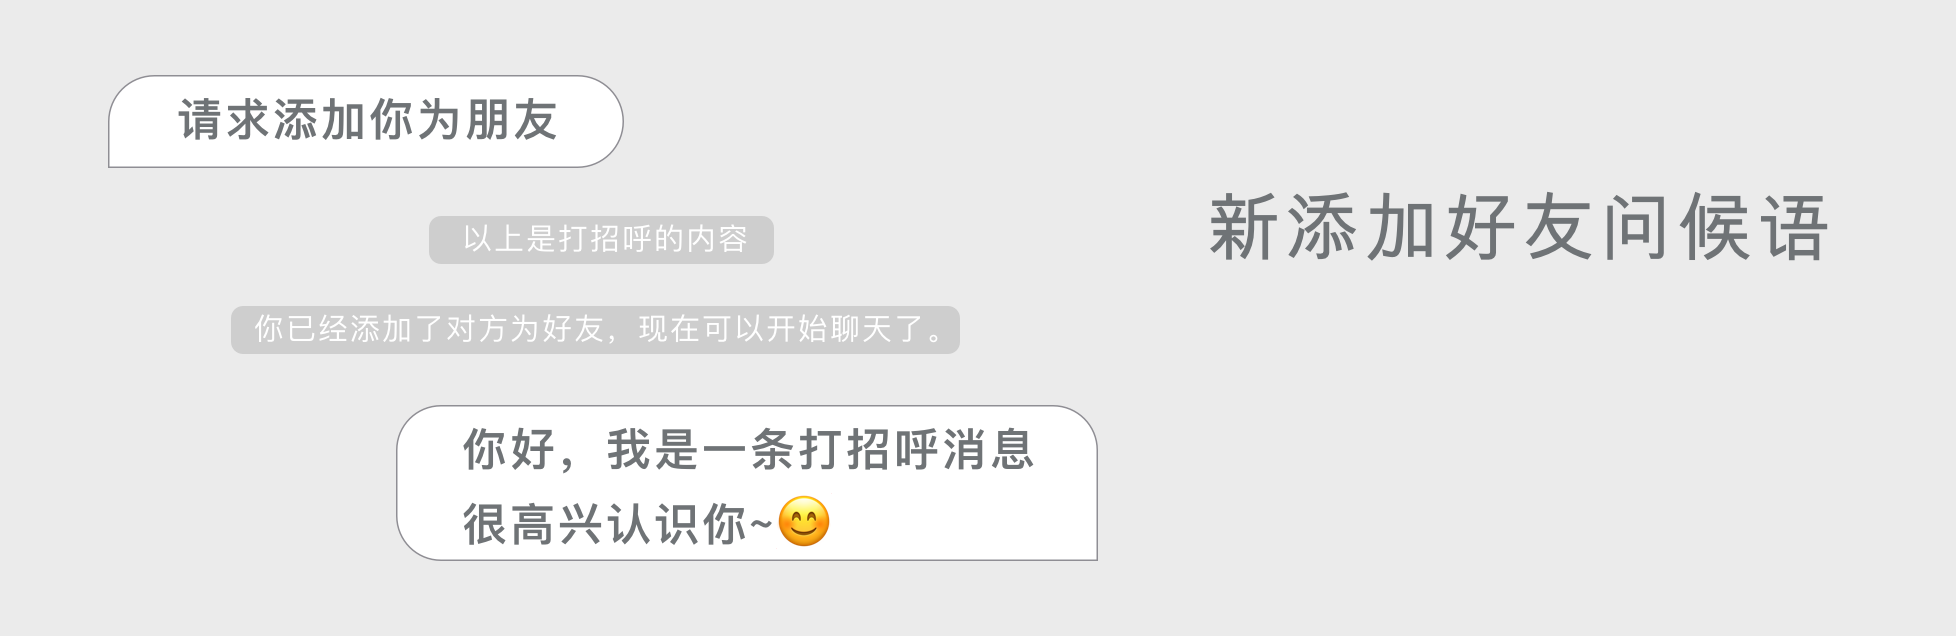 请求添加你为朋友
以上是打招呼的内容
新添加好友问候语
你已经添加了对方为好友，现在可以开始聊天了。
你好，我是一条打招呼消息
很高兴认识你~😊